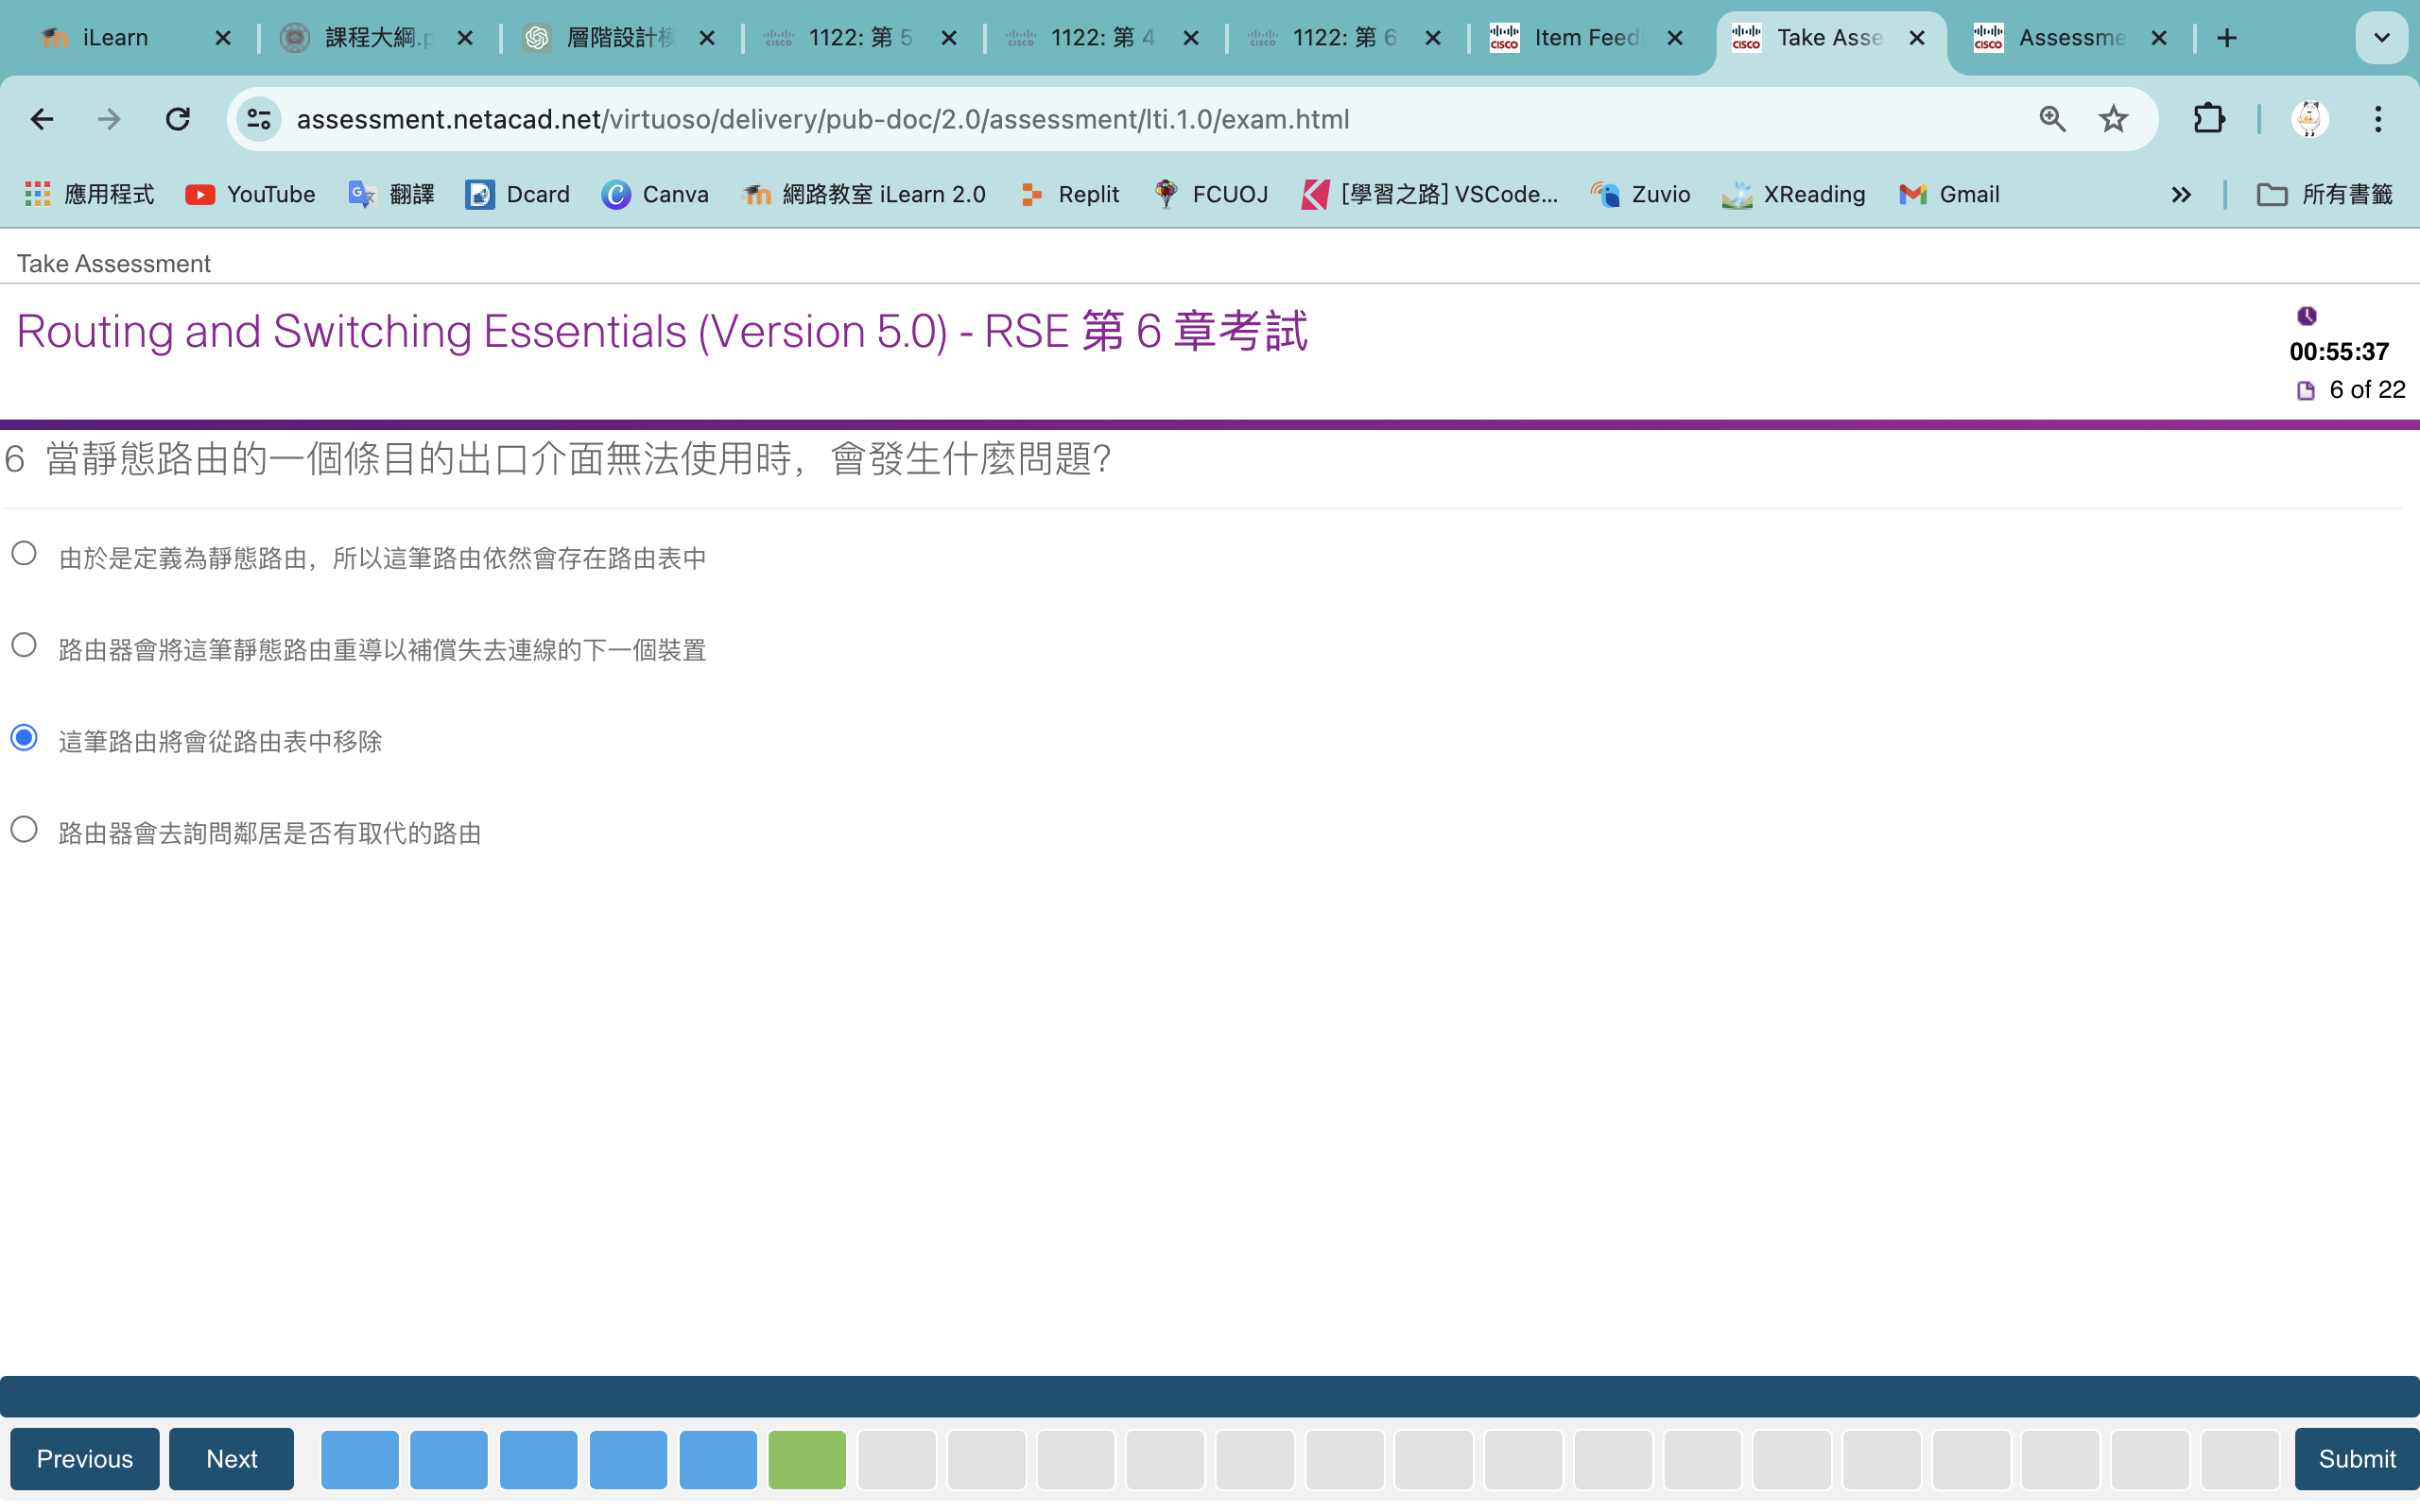 iLearn
課程大綱.p
層階設計模
1122: 第 5
1122: 第 4
1122: 第 6
Item Feed
Take Asse
Assessme
assessment.netacad.net/virtuoso/delivery/pub-doc/2.0/assessment/lti.1.0/exam.html
應用程式
YouTube
翻譯
Dcard
Canva
網路教室 iLearn 2.0
Replit
FCUOJ
[學習之路] VSCode...
Zuvio
XReading
Gmail
所有書籤
Take Assessment
Routing and Switching Essentials (Version 5.0) - RSE 第 6 章考試
00:55:37
6 of 22
6 當靜態路由的一個條目的出口介面無法使用時，會發生什麼問題?
由於是定義為靜態路由，所以這筆路由依然會存在路由表中
路由器會將這筆靜態路由重導以補償失去連線的下一個裝置
這筆路由將會從路由表中移除
路由器會去詢問鄰居是否有取代的路由
Previous
Next
Submit